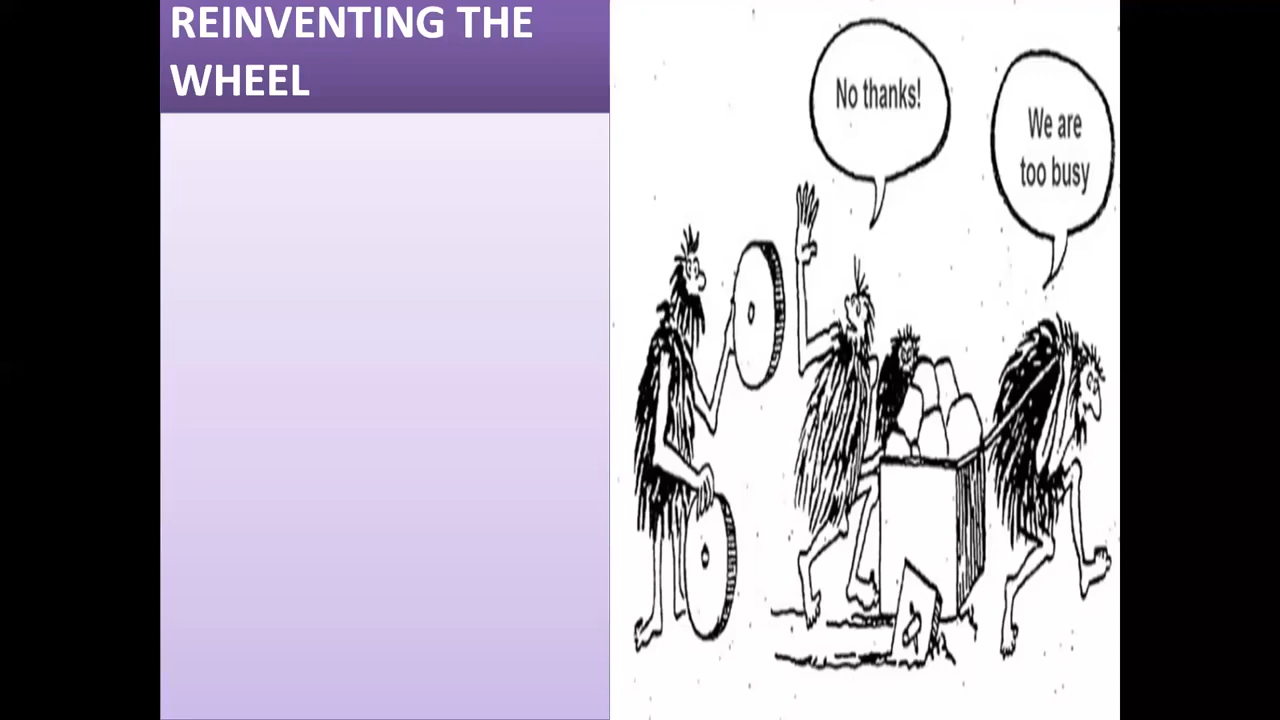 REINVENTING THE
WHEEL
No thanks!
We are
too busy